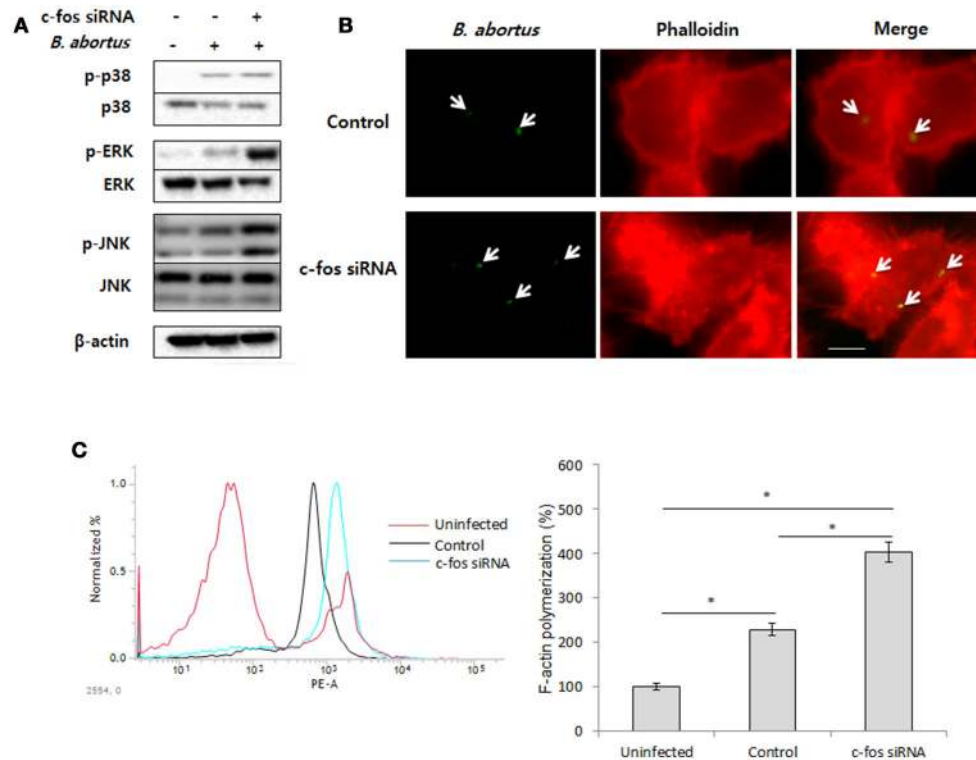 A
c-fos siRNA - - +
B. abortus - + +
p-p38
p38
p-ERK
ERK
p-JNK
JNK
β-actin
B
B. abortus Phalloidin Merge
Control
c-fos siRNA
C
Normalized %
1.0
0.5
0.0
10¹ 10² 10³ 10⁴ 10⁵
PE-A
2554, 0
Uninfected
Control
c-fos siRNA
F-actin polymerization (%)
600
500
400
300
200
100
0
*
*
*
Uninfected Control c-fos siRNA